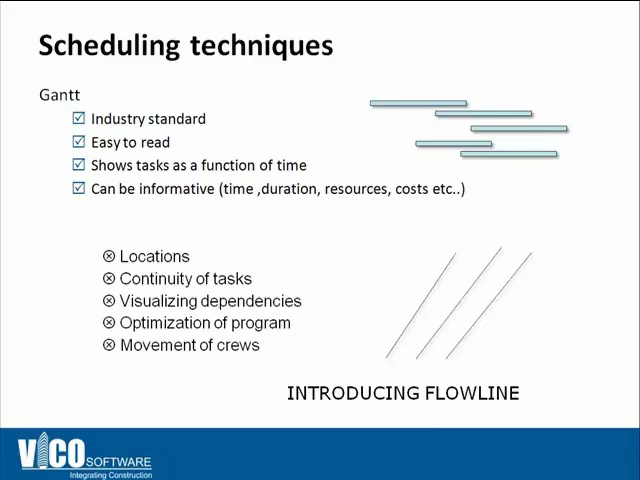 Scheduling techniques
Gantt
Industry standard
Easy to read
Shows tasks as a function of time
Can be informative (time ,duration, resources, costs etc..)
Locations
Continuity of tasks
Visualizing dependencies
Optimization of program
Movement of crews
INTRODUCING FLOWLINE
VICO SOFTWARE
Integrating Construction